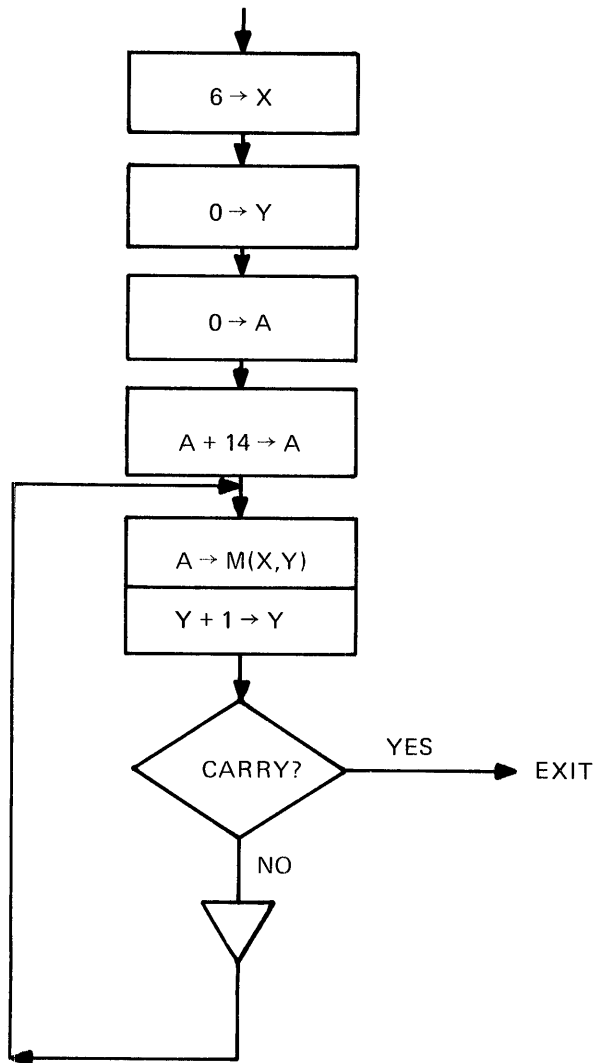 6 → X
0 → Y
0 → A
A + 14 → A
A → M(X,Y)
Y + 1 → Y
CARRY?
YES
EXIT
NO